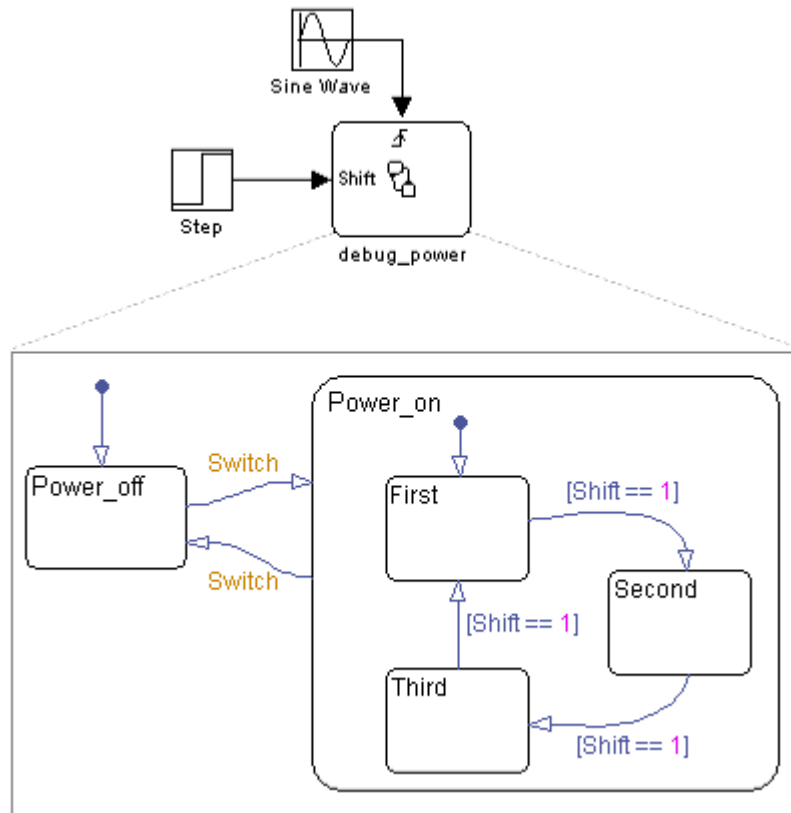 Sine Wave
Shift
Step
debug_power
Power_on
Switch
Power_off
First
[Shift == 1]
Second
Switch
[Shift == 1]
Third
[Shift == 1]